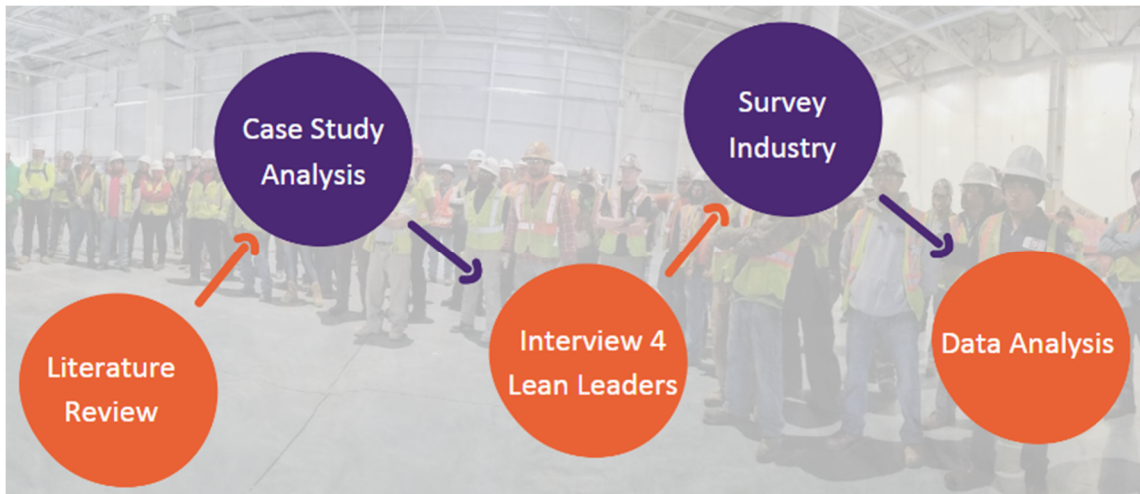 Literature
Review
Case Study
Analysis
Interview 4
Lean Leaders
Survey
Industry
Data Analysis